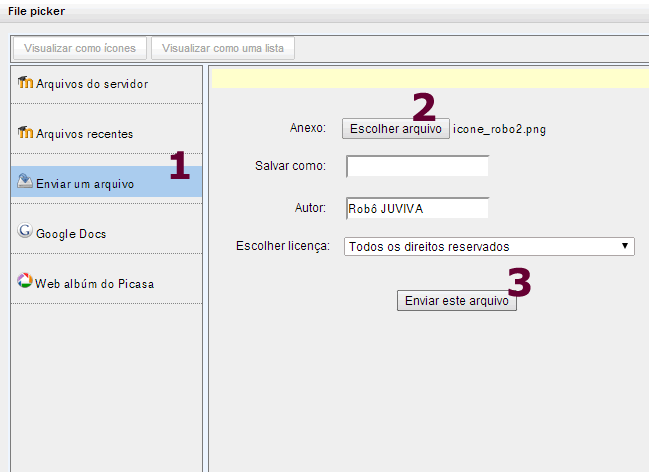 File picker
Visualizar como ícones Visualizar como uma lista
Arquivos do servidor
Arquivos recentes
1
Enviar um arquivo
Google Docs
Web albúm do Picasa
2
Anexo: Escolher arquivo icone_robo2.png
Salvar como:
Autor: Robô JUVIVA
Escolher licença: Todos os direitos reservados
3
Enviar este arquivo